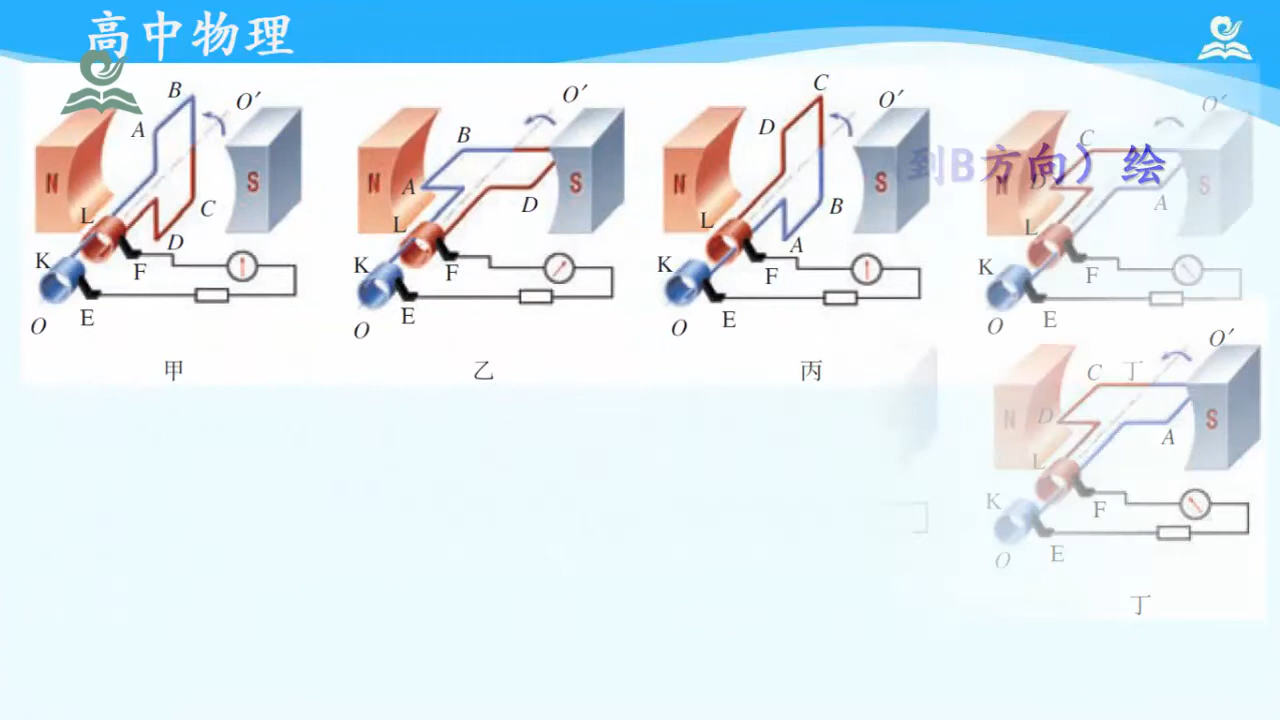 高中物理
B O′
A
N S
L C
D
K F
O E
甲
B O′
A
N S
L D
K F
O E
乙
C O′
D
N S
L B
A
K F
O E
丙
到B方向）绘
C O′
D S
A
L
K F
O E
丁
C O′
D A
N S
L
K F
O E
丁